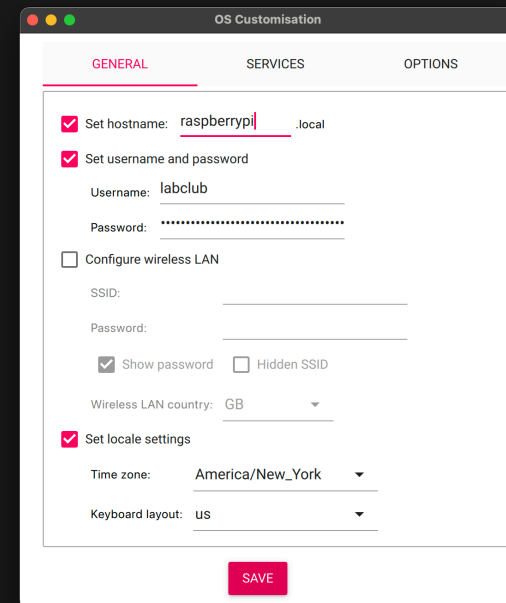 OS Customisation
GENERAL SERVICES OPTIONS
Set hostname: raspberrypi .local
Set username and password
Username: labclub
Password: ••••••••••••••••••••••••••••••••••••
Configure wireless LAN
SSID:
Password:
Show password Hidden SSID
Wireless LAN country: GB
Set locale settings
Time zone: America/New_York
Keyboard layout: us
SAVE